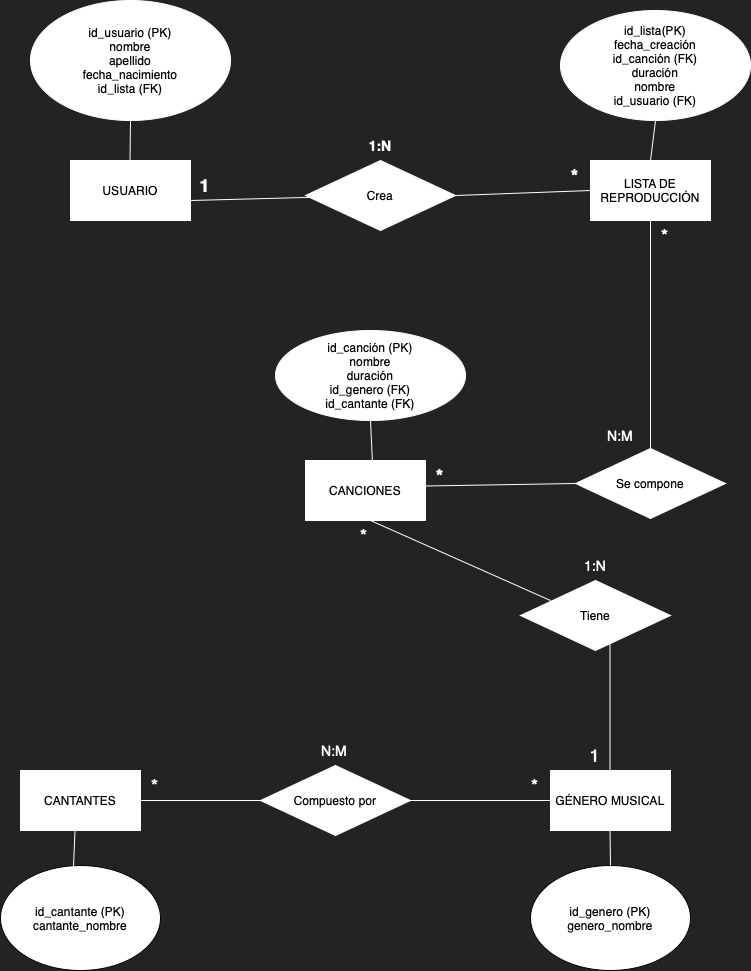 id_usuario (PK)
nombre
apellido
fecha_nacimiento
id_lista (FK)
id_lista(PK)
fecha_creación
id_canción (FK)
duración
nombre
id_usuario (FK)
1:N
USUARIO
1
Crea
*
LISTA DE
REPRODUCCIÓN
*
id_canción (PK)
nombre
duración
id_genero (FK)
id_cantante (FK)
N:M
CANCIONES
*
Se compone
*
1:N
Tiene
N:M
1
CANTANTES
*
Compuesto por
*
GÉNERO MUSICAL
id_cantante (PK)
cantante_nombre
id_genero (PK)
genero_nombre